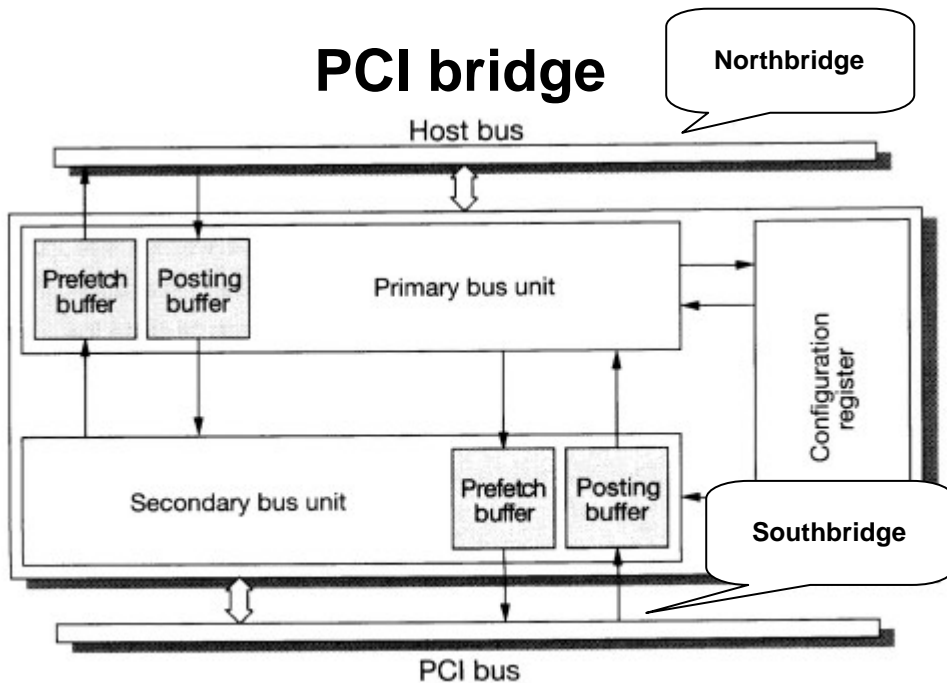 PCI bridge
Northbridge
Host bus
Prefetch
buffer
Posting
buffer
Primary bus unit
Configuration
register
Secondary bus unit
Prefetch
buffer
Posting
buffer
Southbridge
PCI bus